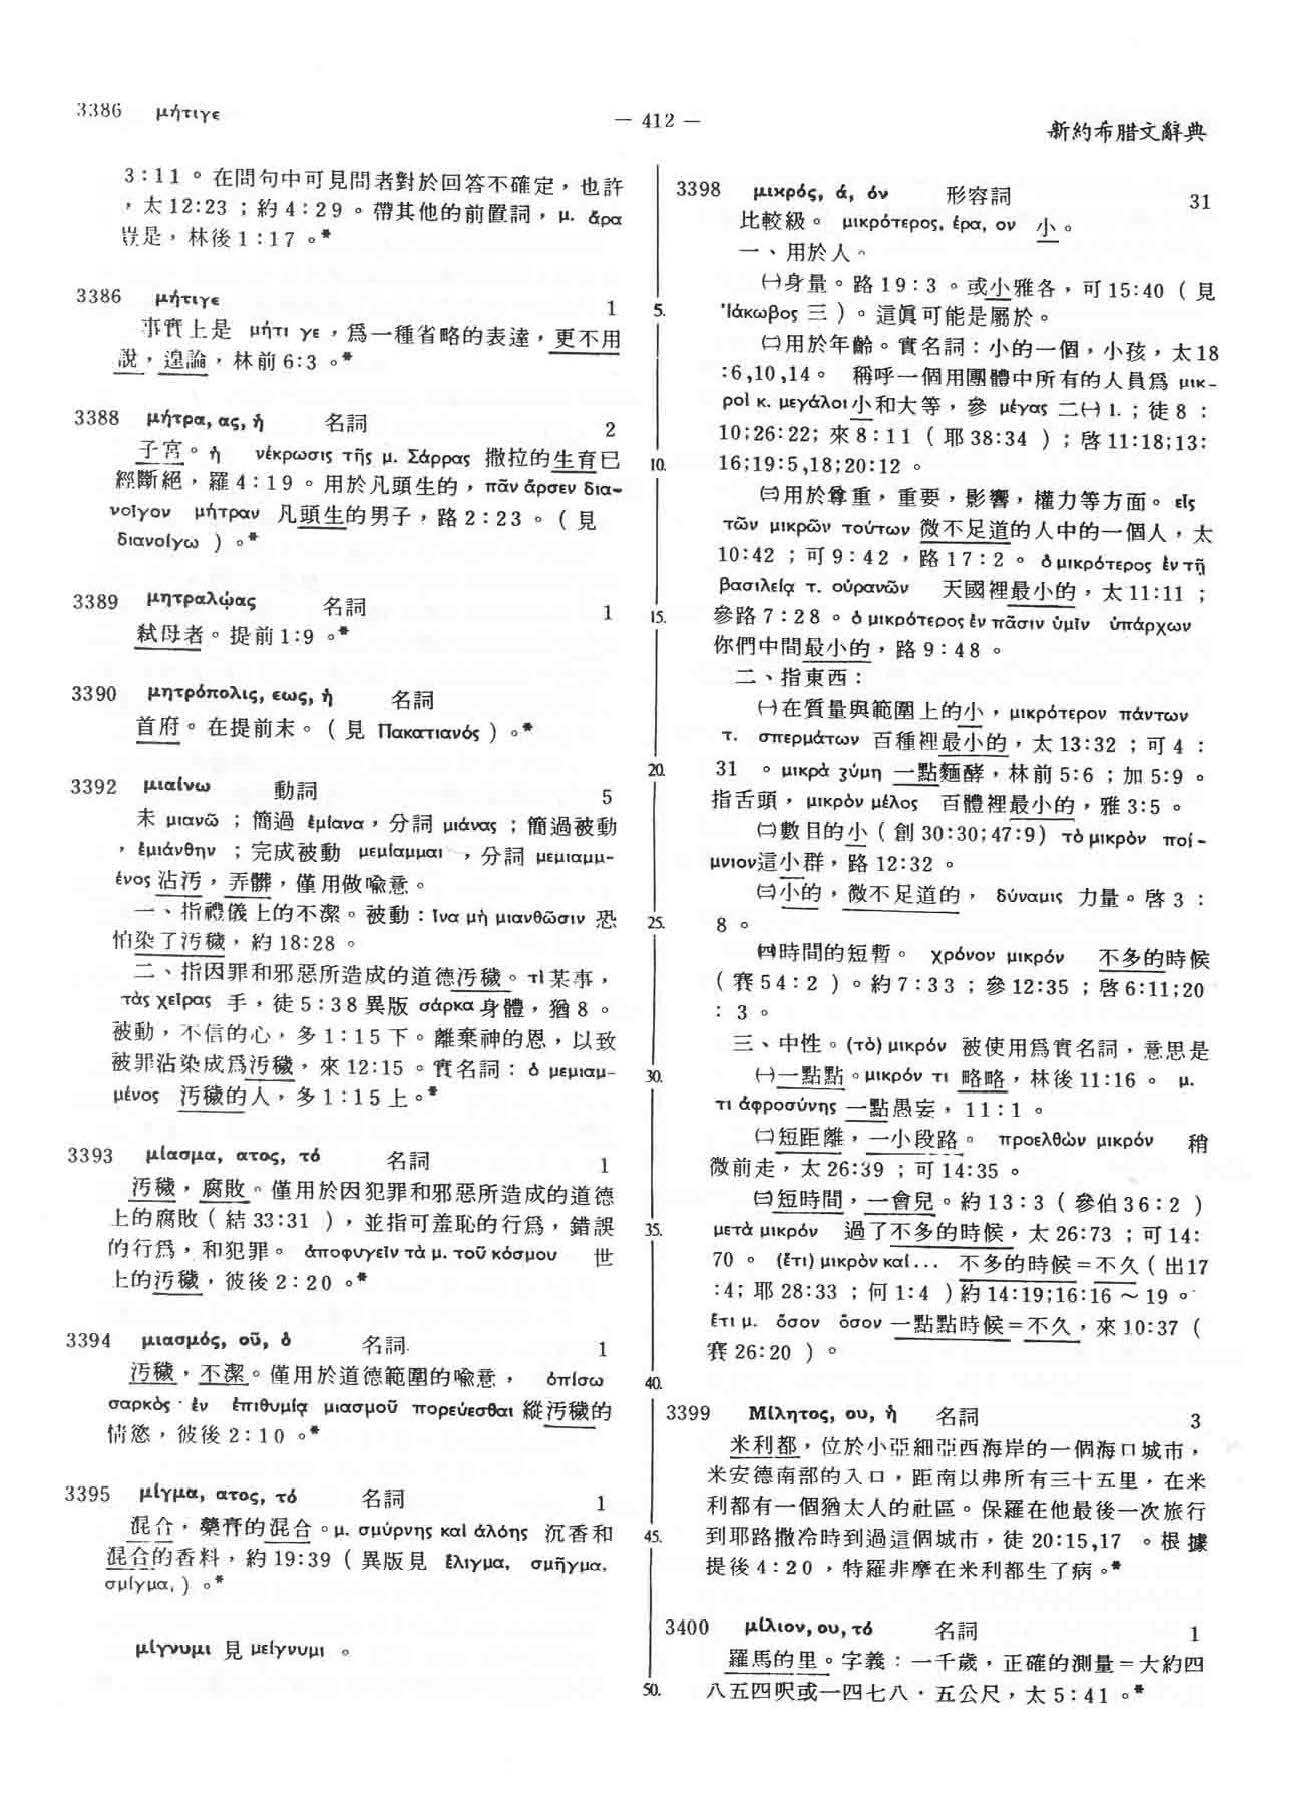 3386 μήτιγε
— 412 —
新約希腊文辭典
3:11。在問句中可見問者對於回答不確定，也許
，太12:23；約4:29。帶其他的前置詞，μ. ἄρα
豈是，林後1:17。*
3386 μήτιγε 1
事實上是 μήτι γε，爲一種省略的表達，更不用
說，遑論，林前6:3。*
3388 μήτρα, ας, ἡ 名詞 2
子宮。ἡ νέκρωσις τῆς μ. Σάρρας 撒拉的生育已
經斷絕，羅4:19。用於凡頭生的，πᾶν ἄρσεν δια-
νοῖγον μήτραν 凡頭生的男子，路2:23。(見
διανοίγω)。*
3389 μητραλῴας 名詞 1
弒母者。提前1:9。*
3390 μητρόπολις, εως, ἡ 名詞
首府。在提前末。(見 Πακατιανός)。*
3392 μιαίνω 動詞 5
未 μιανῶ；簡過 ἐμίανα，分詞 μιάνας；簡過被動
，ἐμιάνθην；完成被動 μεμίαμμαι，分詞 μεμιαμμ-
ένος 沾汚，弄髒，僅用做喩意。
一、指禮儀上的不潔。被動：ἵνα μὴ μιανθῶσιν 恐
怕染了汚穢，約18:28。
二、指因罪和邪惡所造成的道德汚穢。τὶ 某事，
τὰς χεῖρας 手，徒5:38異版 σάρκα 身體，猶8。
被動，不信的心，多1:15下。離棄神的恩，以致
被罪沾染成爲汚穢，來12:15。實名詞：ὁ μεμιαμ-
μένος 汚穢的人，多1:15上。*
3393 μίασμα, ατος, τό 名詞 1
汚穢，腐敗。僅用於因犯罪和邪惡所造成的道德
上的腐敗(結33:31)，並指可羞恥的行爲，錯誤
的行爲，和犯罪。ἀποφυγεῖν τὰ μ. τοῦ κόσμου 世
上的汚穢，彼後2:20。*
3394 μιασμός, οῦ, ὁ 名詞 1
汚穢，不潔。僅用於道德範圍的喩意，ὀπίσω
σαρκὸς ἐν ἐπιθυμίᾳ μιασμοῦ πορεύεσθαι 縱汚穢的
情慾，彼後2:10。*
3395 μίγμα, ατος, τό 名詞 1
混合，藥膏的混合。μ. σμύρνης καὶ ἀλόης 沉香和
混合的香料，約19:39(異版見 ἕλιγμα, σμῆγμα,
σμίγμα,)。*
μίγνυμι 見 μείγνυμι。
3398 μικρός, ά, όν 形容詞 31
比較級。μικρότερος, έρα, ον 小。
一、用於人。
㈠身量。路19:3。或小雅各，可15:40(見
5. Ἰάκωβος 三)。這眞可能是屬於。
㈡用於年齡。實名詞：小的一個，小孩，太18
:6,10,14。稱呼一個用團體中所有的人員爲 μικ-
ροὶ κ. μεγάλοι 小和大等，參 μέγας 二㈠1.；徒8:
10;26:22;來8:11(耶38:34)；啓11:18;13:
10. 16;19:5,18;20:12。
㈢用於尊重，重要，影響，權力等方面。εἷς
τῶν μικρῶν τούτων 微不足道的人中的一個人，太
10:42；可9:42，路17:2。ὁ μικρότερος ἐν τῇ
βασιλείᾳ τ. οὐρανῶν 天國裡最小的，太11:11；
15. 參路7:28。ὁ μικρότερος ἐν πᾶσιν ὑμῖν ὑπάρχων
你們中間最小的，路9:48。
二、指東西：
㈠在質量與範圍上的小，μικρότερον πάντων
τ. σπερμάτων 百種裡最小的，太13:32；可4:
20. 31。μικρὰ ζύμη 一點麵酵，林前5:6；加5:9。
指舌頭，μικρὸν μέλος 百體裡最小的，雅3:5。
㈡數目的小(創30:30;47:9) τὸ μικρὸν ποί-
μνιον這小群，路12:32。
㈢小的，微不足道的，δύναμις 力量。啓3:
25. 8。
㈣時間的短暫。χρόνον μικρόν 不多的時候
(賽54:2)。約7:33；參12:35；啓6:11;20
:3。
三、中性。(τὸ) μικρόν 被使用爲實名詞，意思是
30. ㈠一點點。μικρόν τι 略略，林後11:16。μ.
τι ἀφροσύνης 一點愚妄，11:1。
㈡短距離，一小段路。προελθὼν μικρόν 稍
微前走，太26:39；可14:35。
㈢短時間，一會兒。約13:3(參伯36:2)
35. μετὰ μικρόν 過了不多的時候，太26:73；可14:
70。(ἔτι) μικρὸν καί... 不多的時候=不久(出17
:4;耶28:33；何1:4)約14:19;16:16～19。
ἔτι μ. ὅσον ὅσον 一點點時候=不久，來10:37(
賽26:20)。
40.
3399 Μίλητος, ου, ἡ 名詞 3
米利都，位於小亞細亞西海岸的一個海口城市，
米安德南部的入口，距南以弗所有三十五里，在米
利都有一個猶太人的社區。保羅在他最後一次旅行
45. 到耶路撒冷時到過這個城市，徒20:15,17。根據
提後4:20，特羅非摩在米利都生了病。*
3400 μίλιον, ου, τό 名詞 1
羅馬的里。字義：一千歲，正確的測量=大約四
50. 八五四呎或一四七八・五公尺，太5:41。*